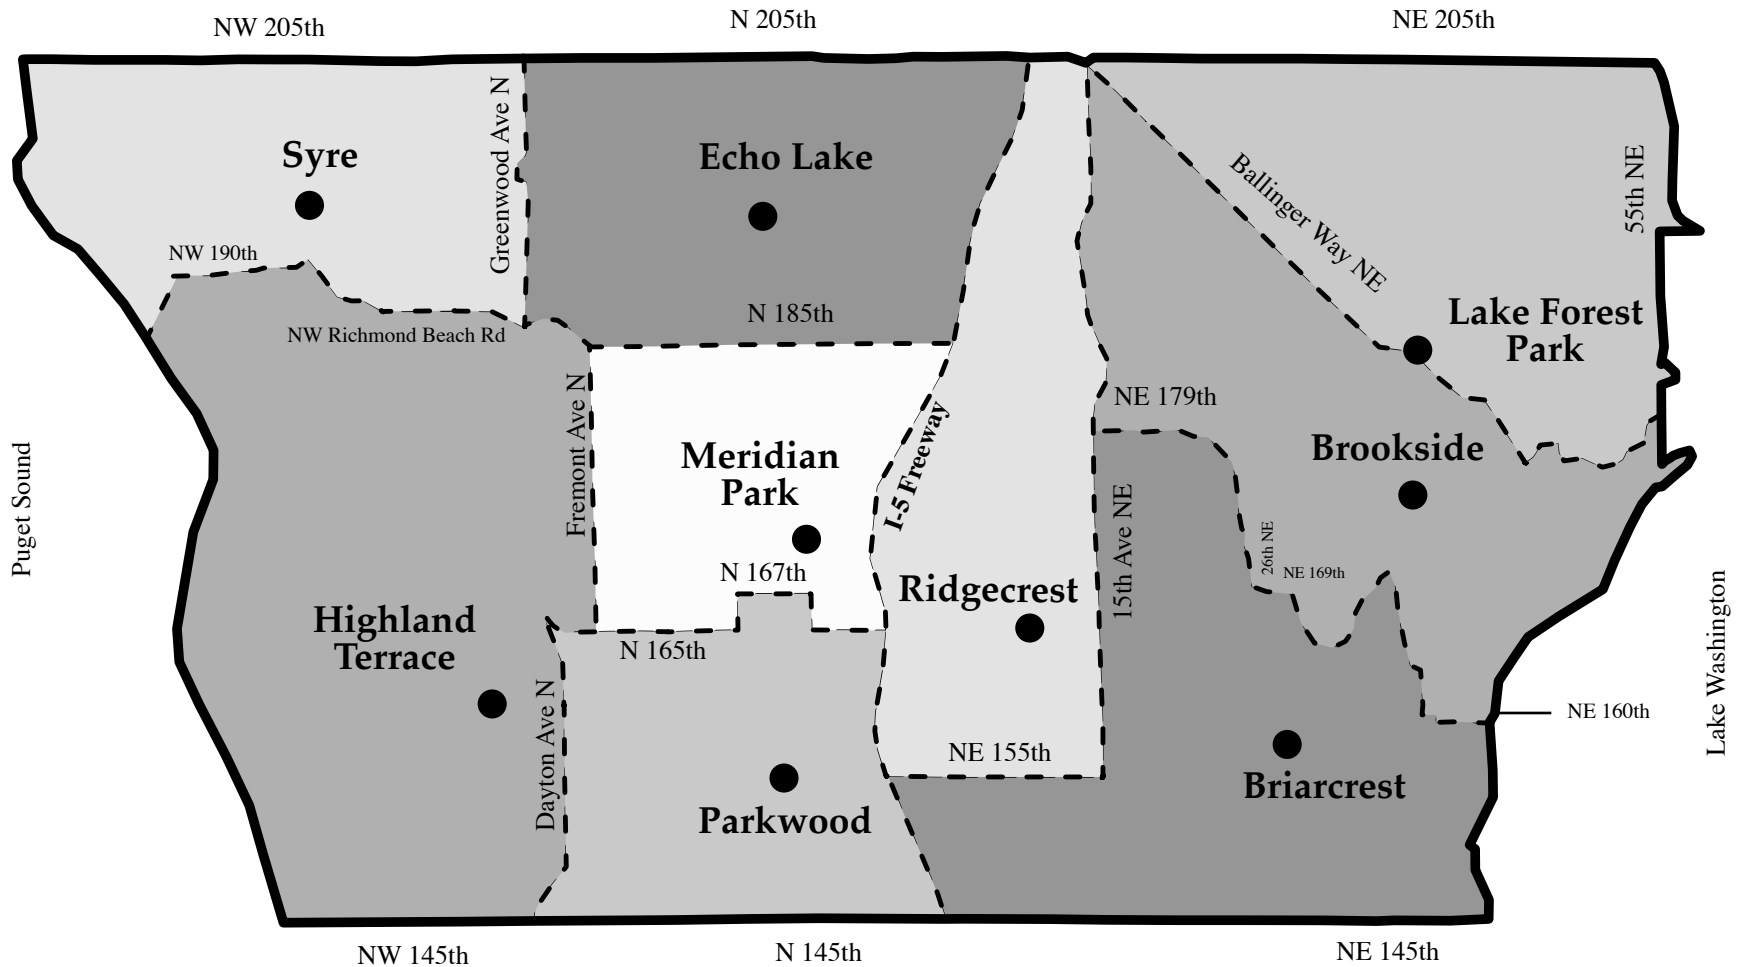 NW 205th
N 205th
NE 205th
Greenwood Ave N
Syre
Echo Lake
Ballinger Way NE
55th NE
NW 190th
N 185th
NW Richmond Beach Rd
Lake Forest
Park
Fremont Ave N
NE 179th
I-5 Freeway
Meridian
Park
Brookside
Puget Sound
15th Ave NE
26th NE
NE 169th
N 167th
Ridgecrest
Highland
Terrace
N 165th
Lake Washington
Dayton Ave N
NE 160th
NE 155th
Briarcrest
Parkwood
NW 145th
N 145th
NE 145th